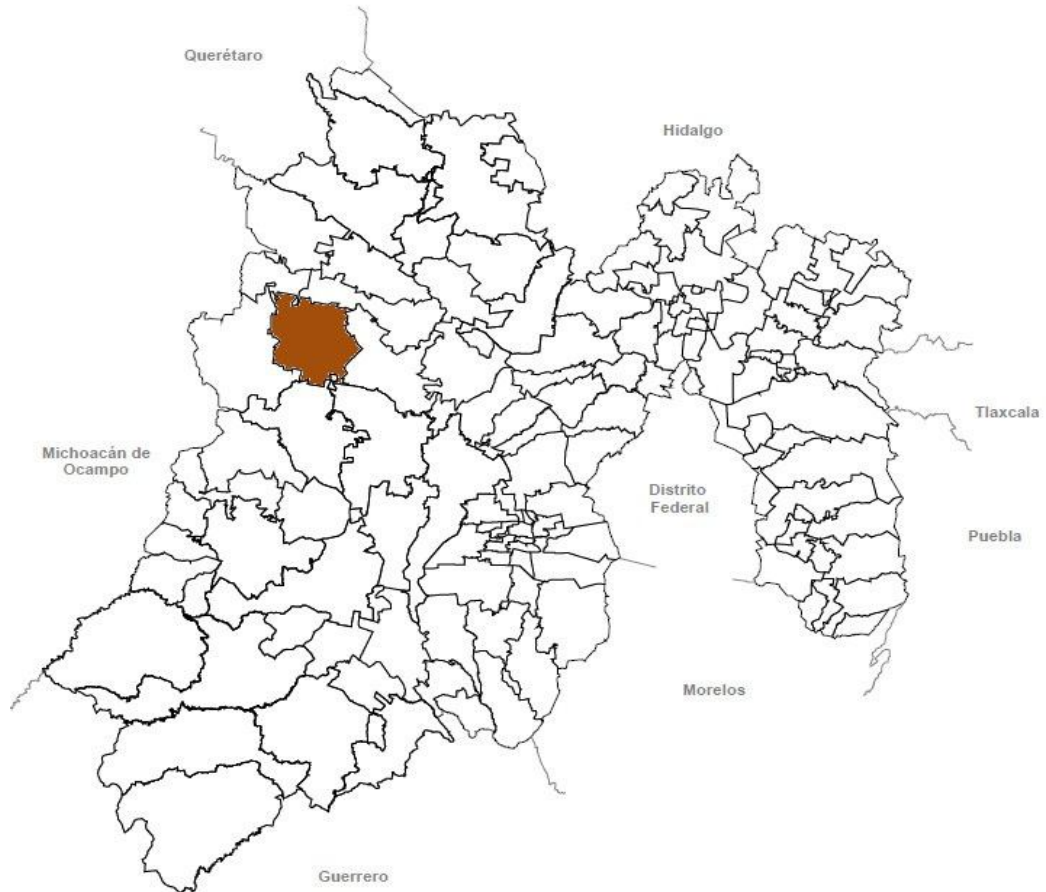 Querétaro
Hidalgo
Tlaxcala
Michoacán de
Ocampo
Distrito
Federal
Puebla
Morelos
Guerrero